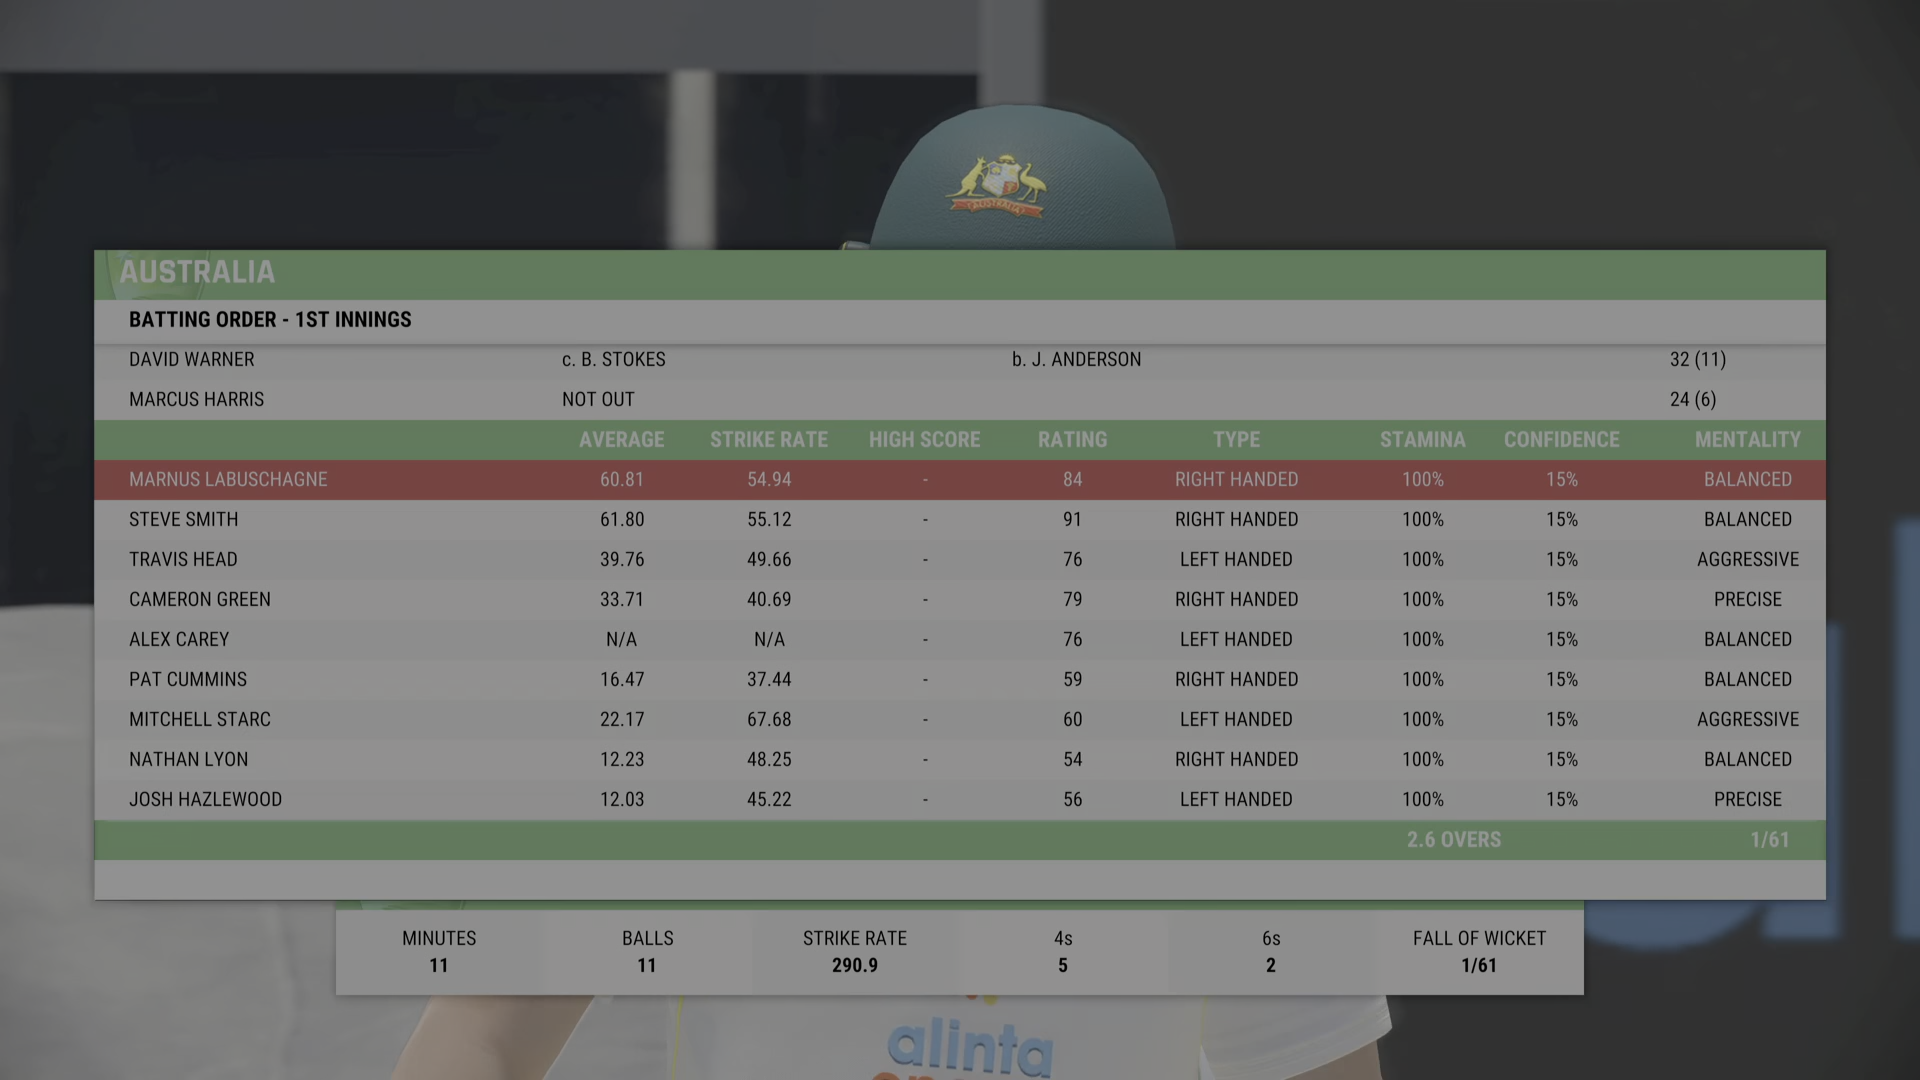 AUSTRALIA
AUSTRALIA
BATTING ORDER - 1ST INNINGS
DAVID WARNER c. B. STOKES b. J. ANDERSON 32 (11)
MARCUS HARRIS NOT OUT 24 (6)
AVERAGE STRIKE RATE HIGH SCORE RATING TYPE STAMINA CONFIDENCE MENTALITY
MARNUS LABUSCHAGNE 60.81 54.94 - 84 RIGHT HANDED 100% 15% BALANCED
STEVE SMITH 61.80 55.12 - 91 RIGHT HANDED 100% 15% BALANCED
TRAVIS HEAD 39.76 49.66 - 76 LEFT HANDED 100% 15% AGGRESSIVE
CAMERON GREEN 33.71 40.69 - 79 RIGHT HANDED 100% 15% PRECISE
ALEX CAREY N/A N/A - 76 LEFT HANDED 100% 15% BALANCED
PAT CUMMINS 16.47 37.44 - 59 RIGHT HANDED 100% 15% BALANCED
MITCHELL STARC 22.17 67.68 - 60 LEFT HANDED 100% 15% AGGRESSIVE
NATHAN LYON 12.23 48.25 - 54 RIGHT HANDED 100% 15% BALANCED
JOSH HAZLEWOOD 12.03 45.22 - 56 LEFT HANDED 100% 15% PRECISE
2.6 OVERS 1/61
MINUTES BALLS STRIKE RATE 4s 6s FALL OF WICKET
11 11 290.9 5 2 1/61
alinta